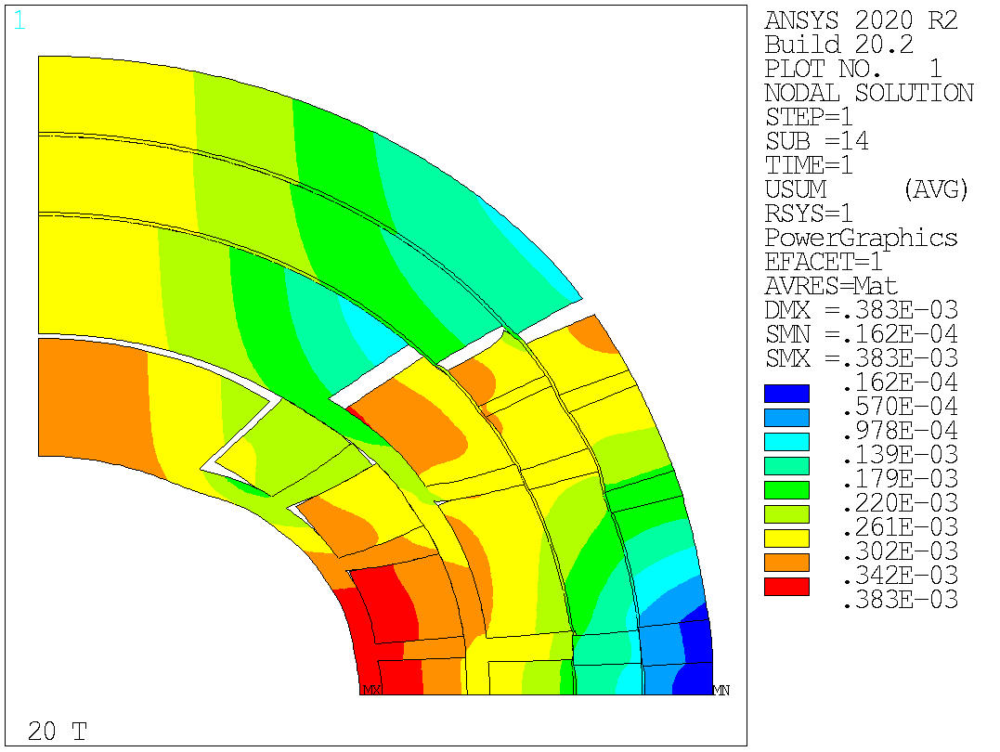 1
ANSYS 2020 R2
Build 20.2
PLOT NO.   1
NODAL SOLUTION
STEP=1
SUB =14
TIME=1
USUM     (AVG)
RSYS=1
PowerGraphics
EFACET=1
AVRES=Mat
DMX =.383E-03
SMN =.162E-04
SMX =.383E-03
.162E-04
.570E-04
.978E-04
.139E-03
.179E-03
.220E-03
.261E-03
.302E-03
.342E-03
.383E-03
MX
MN
20 T